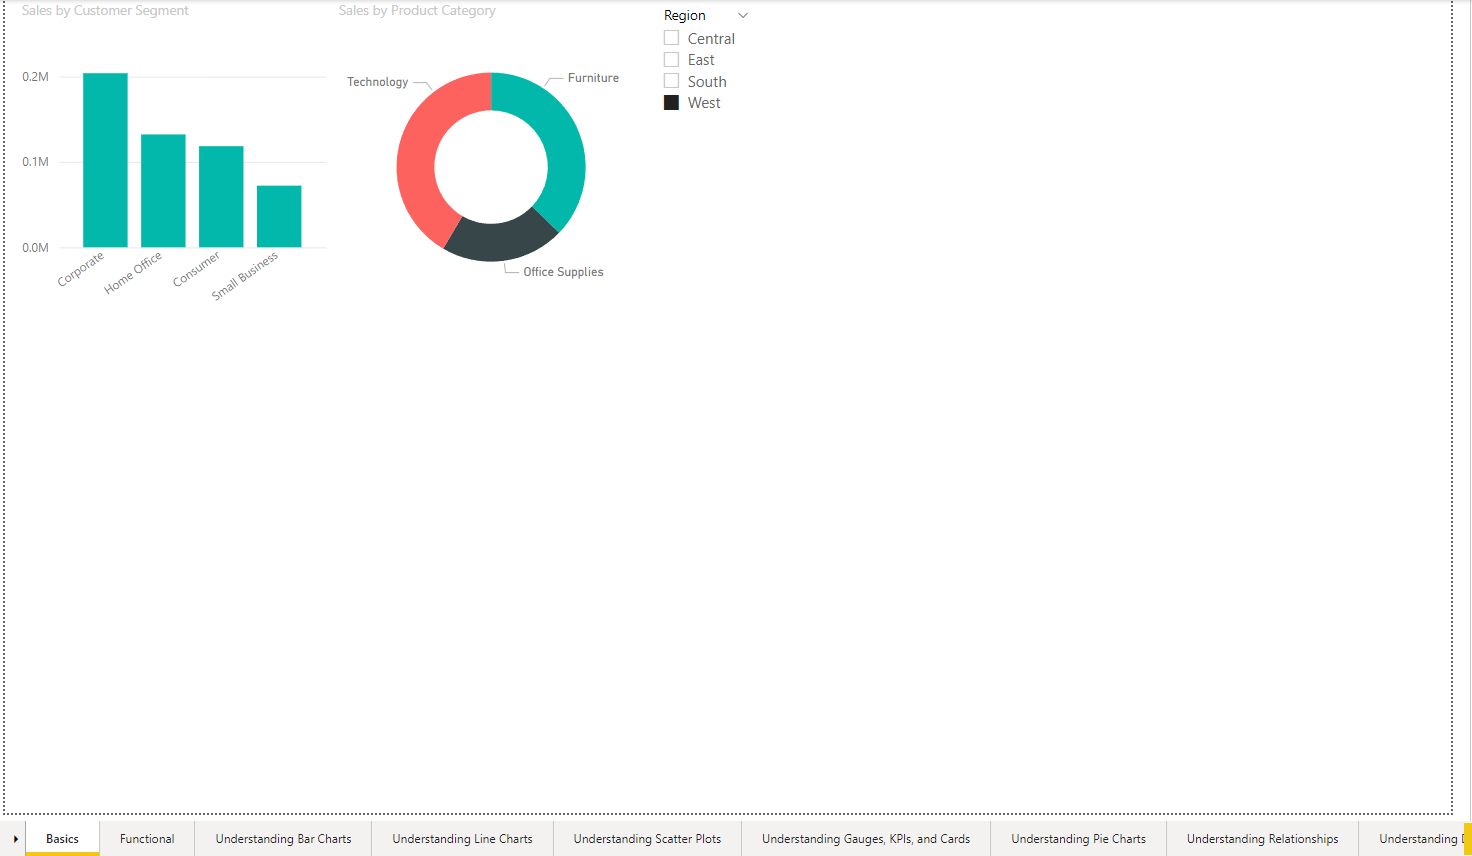 Sales by Customer Segment
0.2M
0.1M
0.0M
Corporate
Home Office
Consumer
Small Business
Sales by Product Category
Technology
Furniture
Office Supplies
Region
Central
East
South
West
Basics
Functional
Understanding Bar Charts
Understanding Line Charts
Understanding Scatter Plots
Understanding Gauges, KPIs, and Cards
Understanding Pie Charts
Understanding Relationships
Understanding